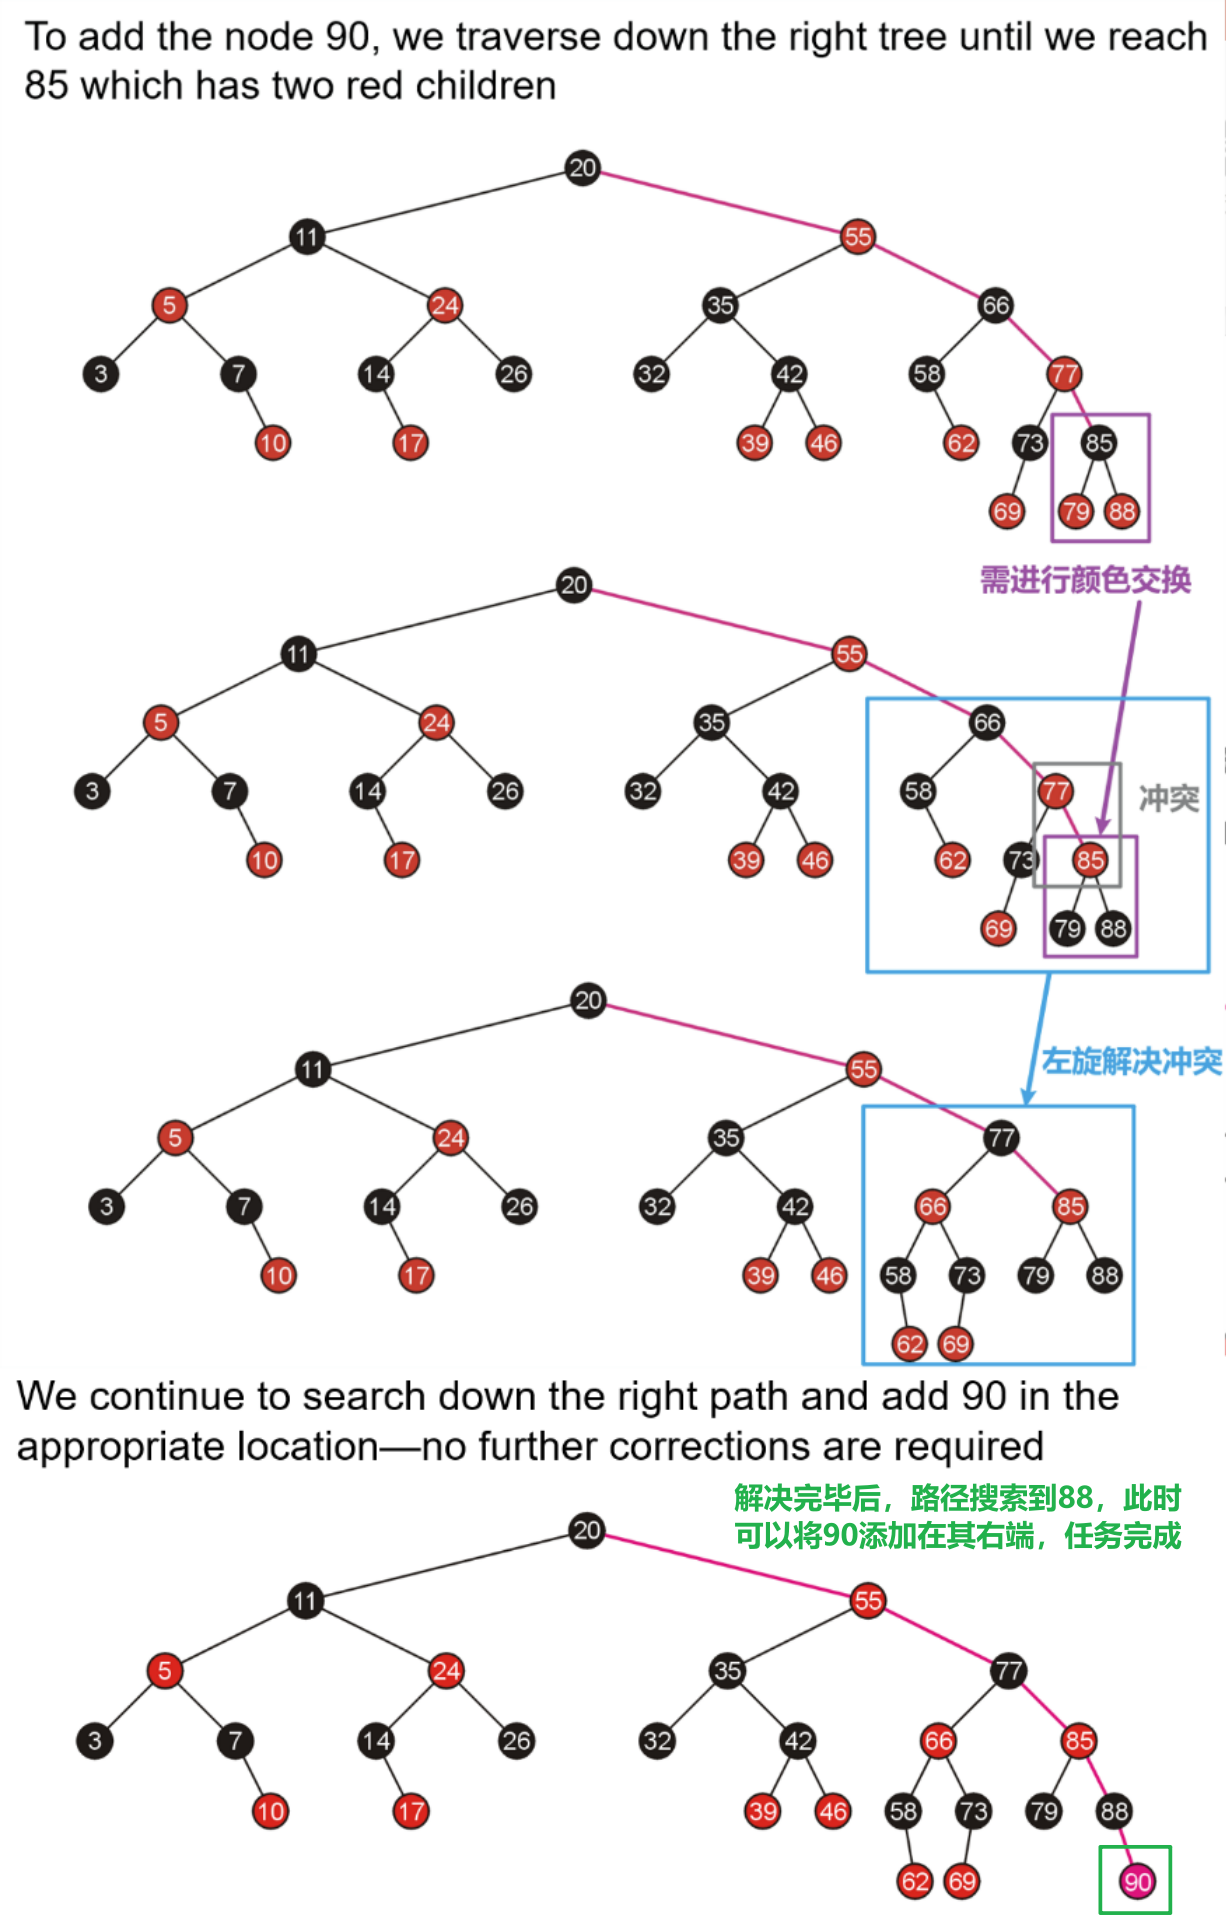 To add the node 90, we traverse down the right tree until we reach
85 which has two red children
20
11 55
5 24 35 66
3 7 14 26 32 42 58 77
10 17 39 46 62 73 85
69 79 88
需进行颜色交换
20
11 55
5 24 35 66
3 7 14 26 32 42 58 77 冲突
10 17 39 46 62 73 85
69 79 88
20
左旋解决冲突
11 55
5 24 35 77
3 7 14 26 32 42 66 85
10 17 39 46 58 73 79 88
62 69
We continue to search down the right path and add 90 in the
appropriate location—no further corrections are required
解决完毕后，路径搜索到88，此时
可以将90添加在其右端，任务完成
20
11 55
5 24 35 77
3 7 14 26 32 42 66 85
10 17 39 46 58 73 79 88
62 69 90